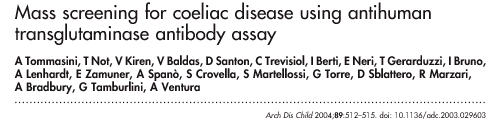 Mass screening for coeliac disease using antihuman
transglutaminase antibody assay
A Tommasini, T Not, V Kiren, V Baldas, D Santon, C Trevisiol, I Berti, E Neri, T Gerarduzzi, I Bruno,
A Lenhardt, E Zamuner, A Spanò, S Crovella, S Martellossi, G Torre, D Sblattero, R Marzari,
A Bradbury, G Tamburlini, A Ventura
Arch Dis Child 2004;89:512–515. doi: 10.1136/adc.2003.029603